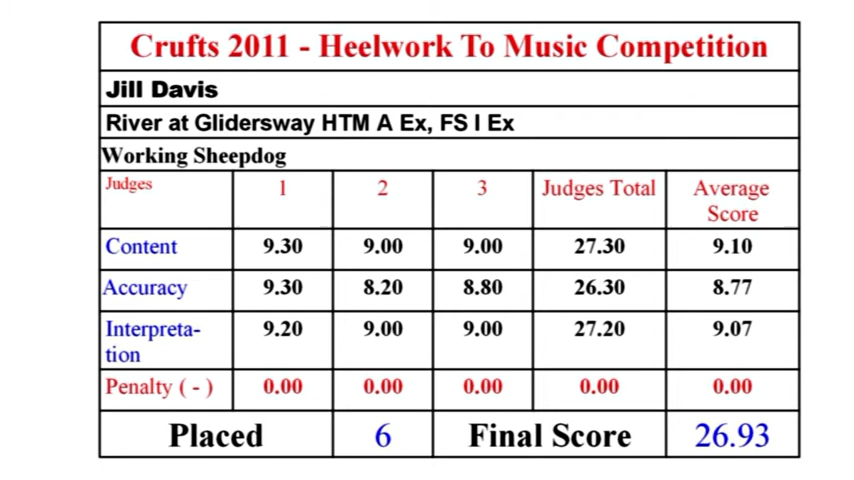 Crufts 2011 - Heelwork To Music Competition
Jill Davis
River at Glidersway HTM A Ex, FS I Ex
Working Sheepdog
Judges 1 2 3 Judges Total Average
Score
Content 9.30 9.00 9.00 27.30 9.10
Accuracy 9.30 8.20 8.80 26.30 8.77
Interpreta- 9.20 9.00 9.00 27.20 9.07
tion
Penalty ( - ) 0.00 0.00 0.00 0.00 0.00
Placed 6 Final Score 26.93